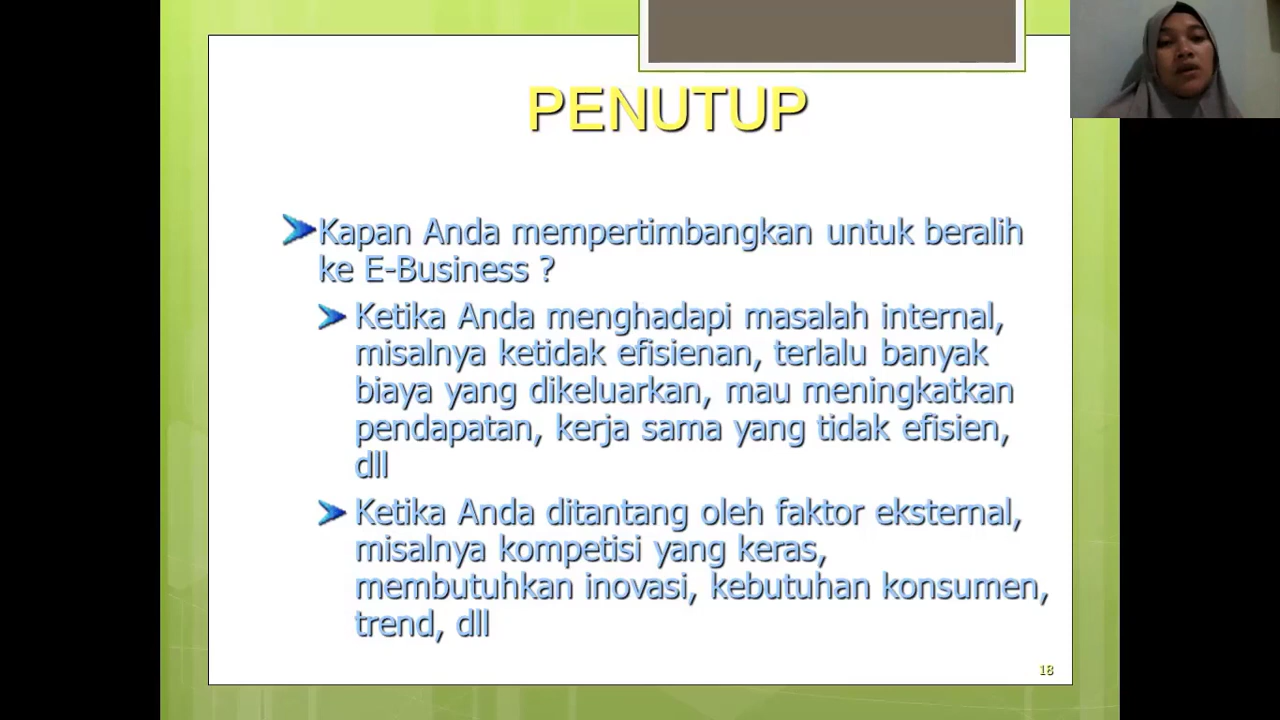 PENUTUP
Kapan Anda mempertimbangkan untuk beralih
ke E-Business ?
Ketika Anda menghadapi masalah internal,
misalnya ketidak efisienan, terlalu banyak
biaya yang dikeluarkan, mau meningkatkan
pendapatan, kerja sama yang tidak efisien,
dll
Ketika Anda ditantang oleh faktor eksternal,
misalnya kompetisi yang keras,
membutuhkan inovasi, kebutuhan konsumen,
trend, dll
18